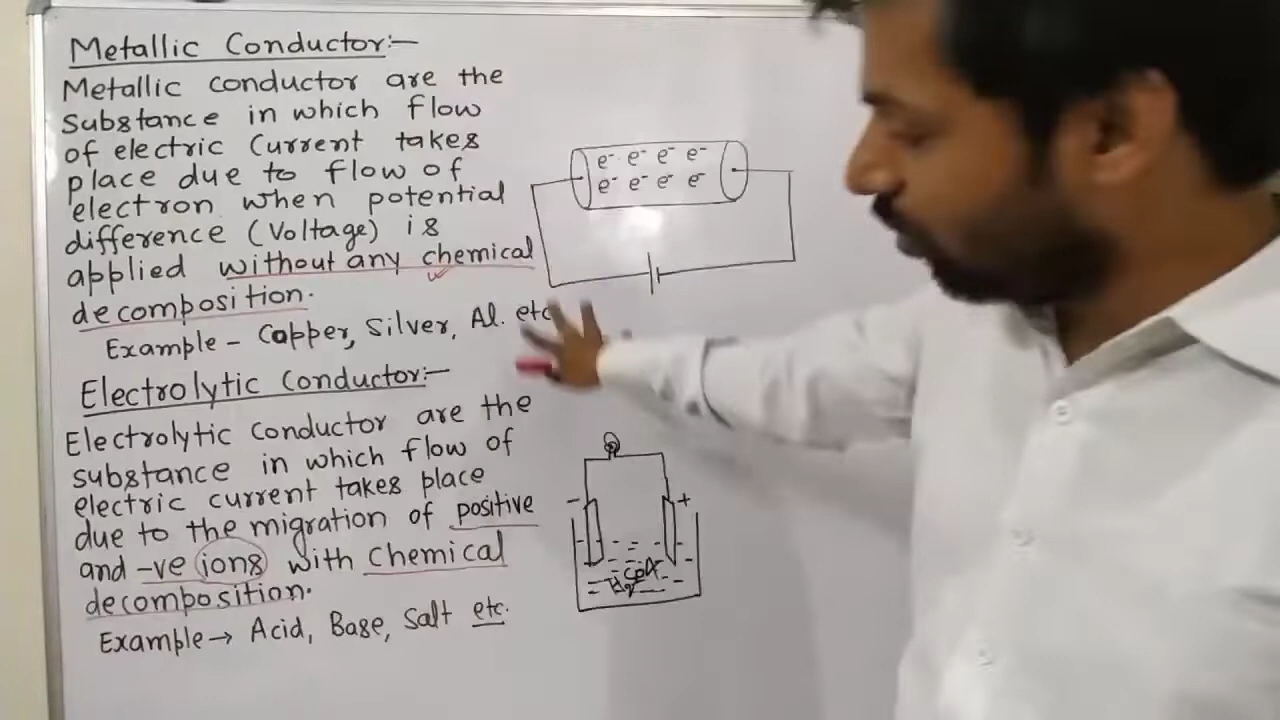 Metallic Conductor:-
Metallic conductor are the
substance in which flow
of electric current takes
place due to flow of
electron when potential
difference (Voltage) is
applied without any chemical
decomposition.
Example - Copper, Silver, Al. etc
Electrolytic Conductor:-
Electrolytic conductor are the
substance in which flow of
electric current takes place
due to the migration of positive
and -ve ions with chemical
decomposition.
Example → Acid, Base, Salt etc.
e⁻ e⁻ e⁻ e⁻
e⁻ e⁻ e⁻ e⁻
- +
H₂SO4